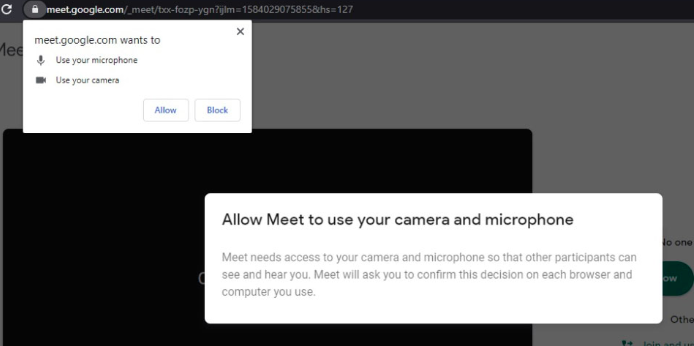 meet.google.com/_meet/txx-fozp-ygn?ijlm=1584029075855&hs=127
meet.google.com wants to
Use your microphone
Use your camera
Allow
Block
Allow Meet to use your camera and microphone
Meet needs access to your camera and microphone so that other participants can
see and hear you. Meet will ask you to confirm this decision on each browser and
computer you use.
No one
ow
Othe
Join and